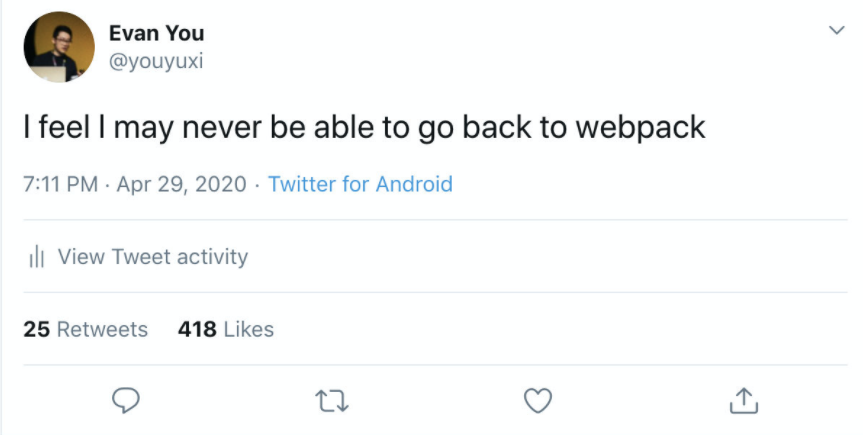 Evan You
@youyuxi
I feel I may never be able to go back to webpack
7:11 PM · Apr 29, 2020 · Twitter for Android
View Tweet activity
25 Retweets 418 Likes